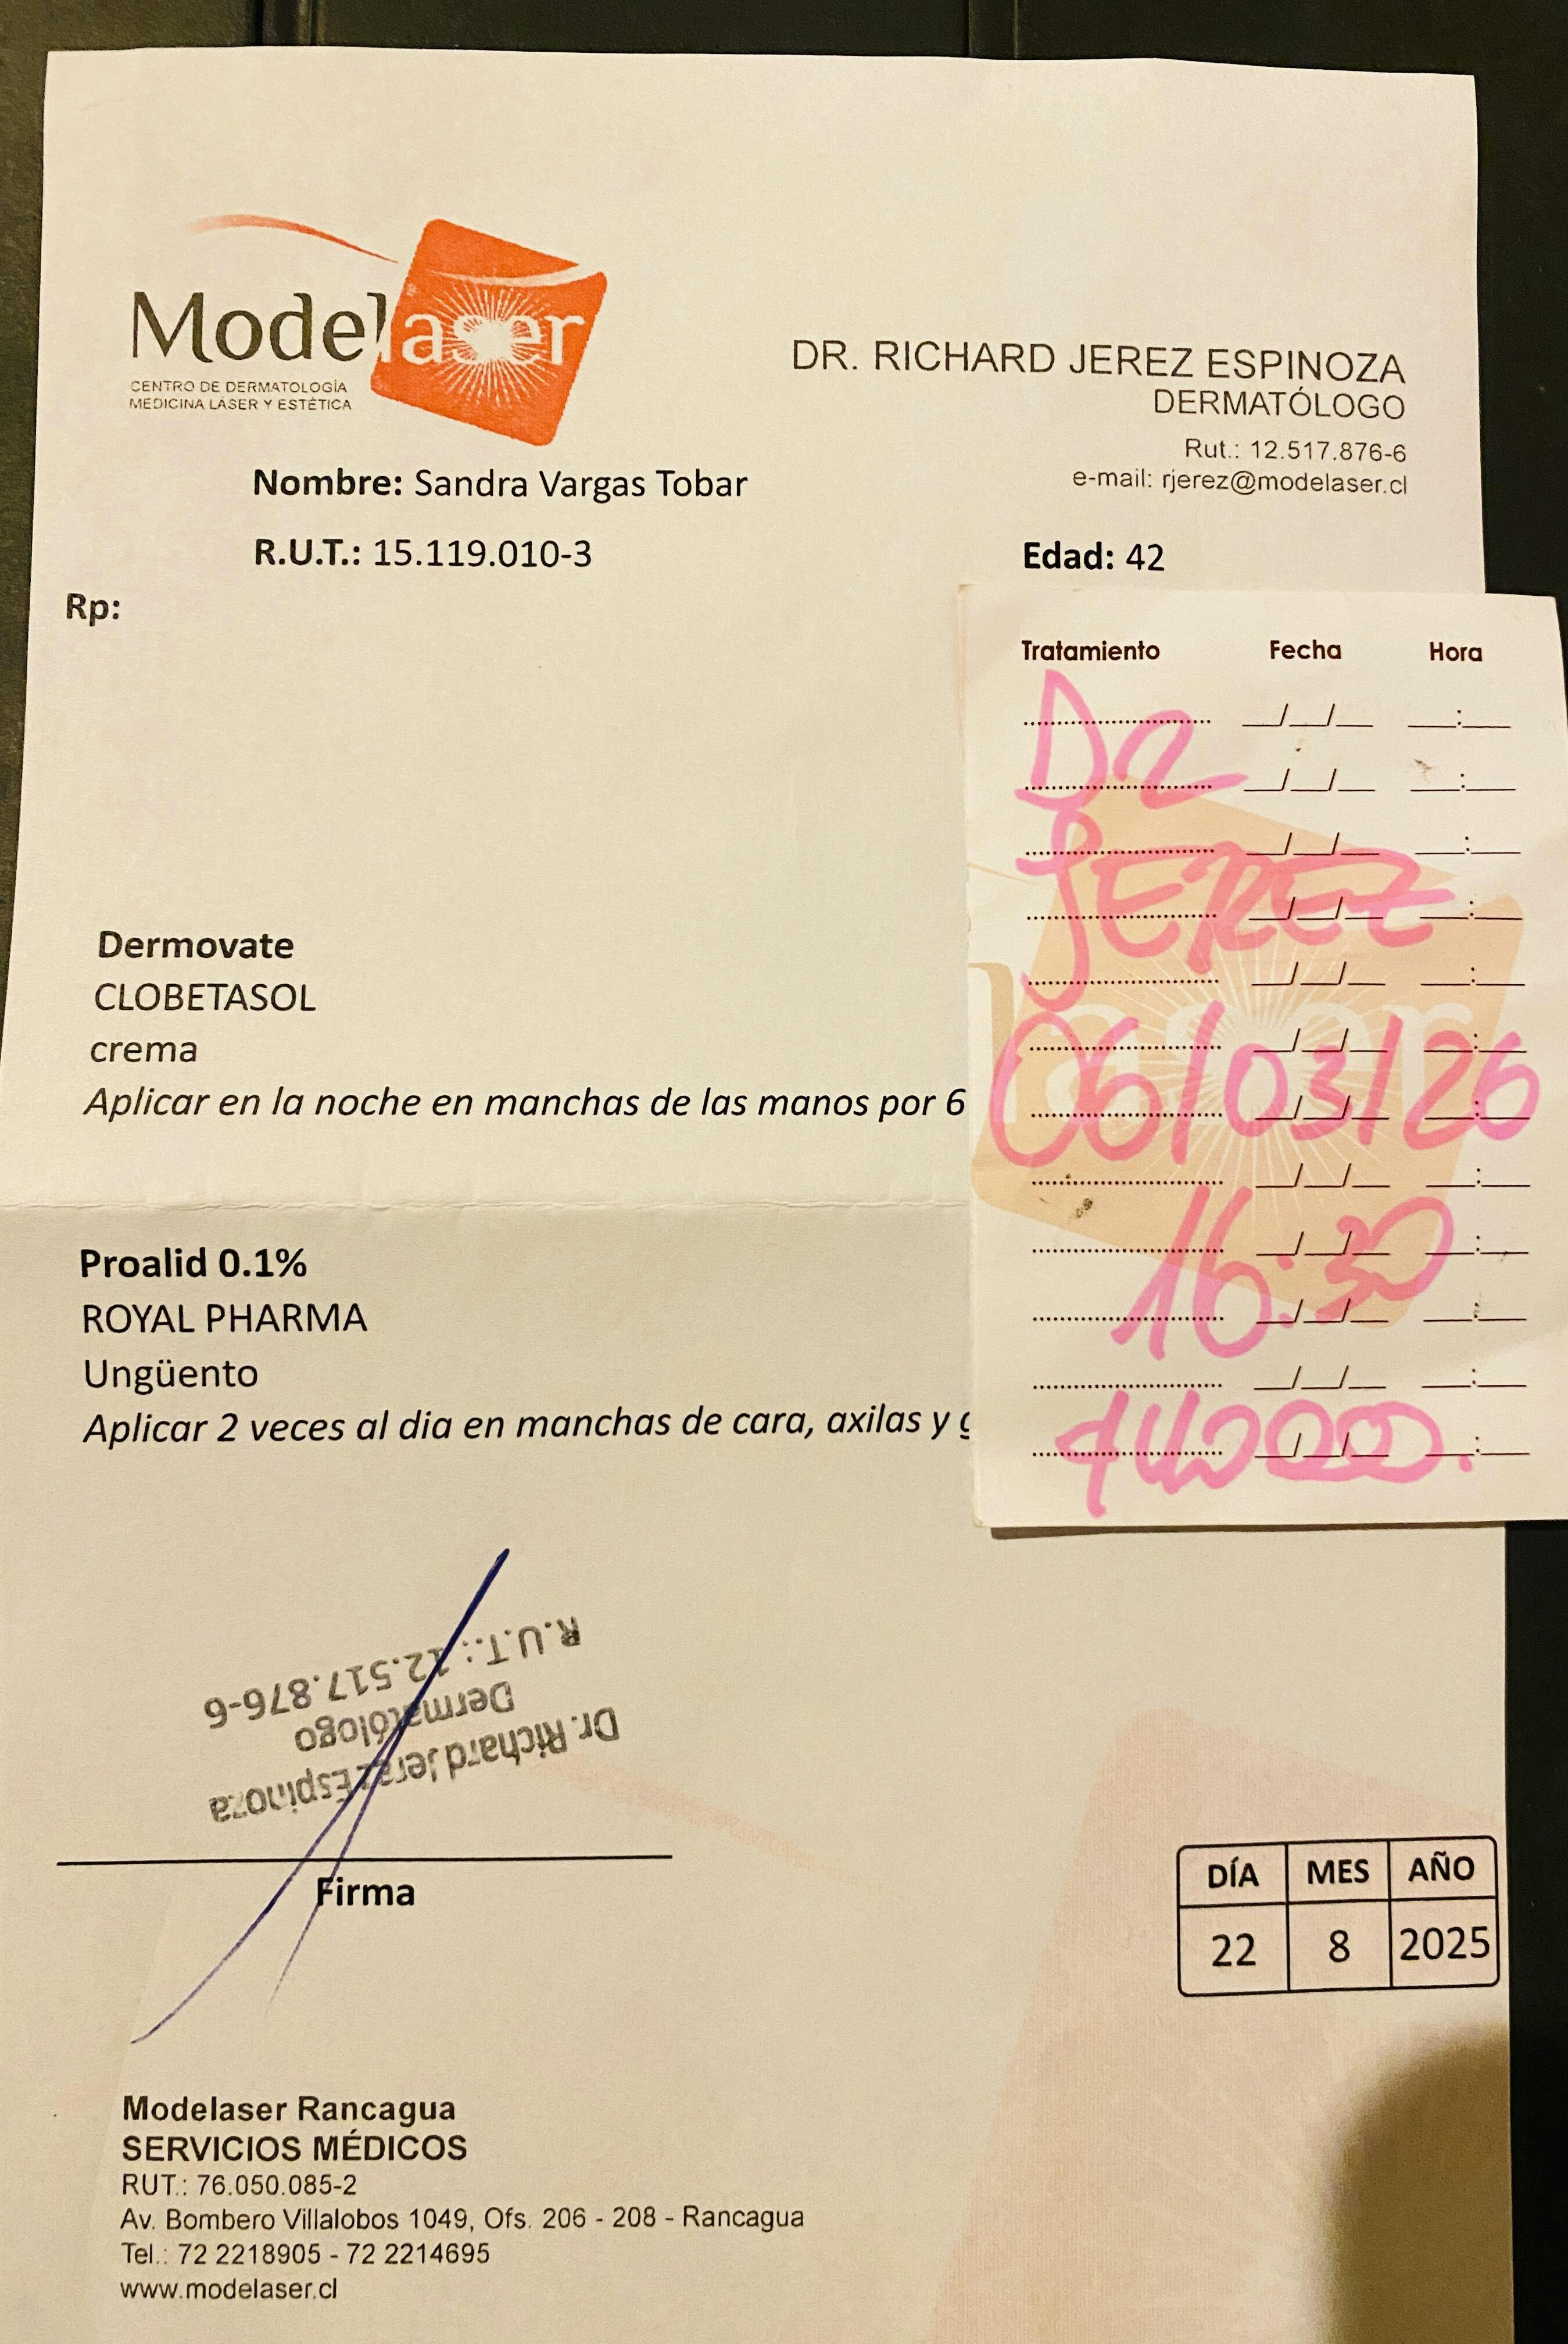 Modelaser
CENTRO DE DERMATOLOGÍA
MEDICINA LÁSER Y ESTÉTICA
DR. RICHARD JEREZ ESPINOZA
DERMATÓLOGO
Rut.: 12.517.876-6
e-mail: rjerez@modelaser.cl
Nombre: Sandra Vargas Tobar
R.U.T.: 15.119.010-3
Edad: 42
Rp:
Dermovate
CLOBETASOL
crema
Aplicar en la noche en manchas de las manos por 6
Proalid 0.1%
ROYAL PHARMA
Ungüento
Aplicar 2 veces al dia en manchas de cara, axilas y
Tratamiento Fecha Hora
DR
JEREZ
06/03/26
16:30
laser
Dr. Richard Jerez Espinoza
Dermatólogo
R.U.T.: 12.517.876-6
Firma
DÍA MES AÑO
22 8 2025
Modelaser Rancagua
SERVICIOS MÉDICOS
RUT.: 76.050.085-2
Av. Bombero Villalobos 1049, Ofs. 206 - 208 - Rancagua
Tel.: 72 2218905 - 72 2214695
www.modelaser.cl